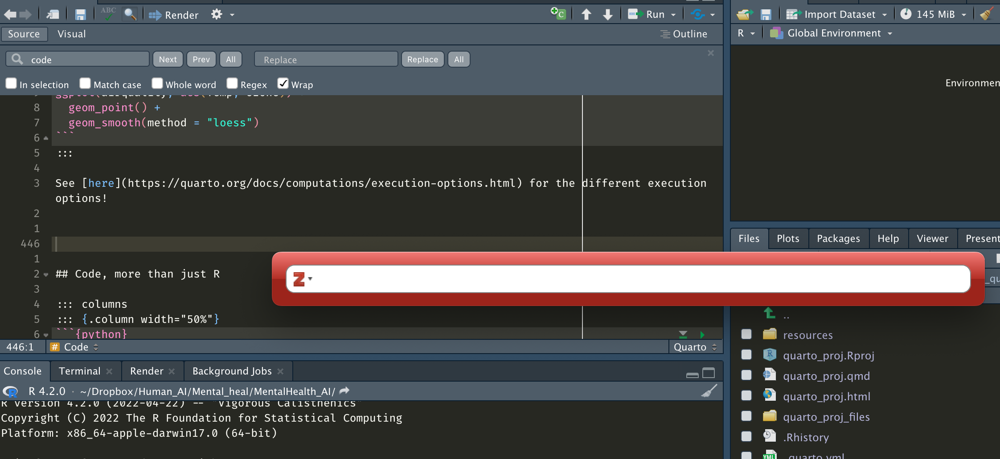 ABC
Render
C
Run
Source
Visual
Outline
code
Next
Prev
All
Replace
Replace
All
In selection
Match case
Whole word
Regex
Wrap
8 geom_point() +
7 geom_smooth(method = "loess")
6 ```
5 :::
4
3 See [here](https://quarto.org/docs/computations/execution-options.html) for the different execution
options!
2
1
446
1
2 ## Code, more than just R
3
4 ::: columns
5 ::: {.column width="50%"}
6 ```{python}
446:1
# Code
Quarto
Console
Terminal
Render
Background Jobs
R 4.2.0 · ~/Dropbox/Human_AI/Mental_heal/MentalHealth_AI/
R version 4.2.0 (2022-04-22) -- "Vigorous Calisthenics"
Copyright (C) 2022 The R Foundation for Statistical Computing
Platform: x86_64-apple-darwin17.0 (64-bit)
Import Dataset
145 MiB
R
Global Environment
Environmen
Files
Plots
Packages
Help
Viewer
Present
Z
_qu
..
resources
quarto_proj.Rproj
quarto_proj.qmd
quarto_proj.html
quarto_proj_files
.Rhistory
YML
_quarto.yml